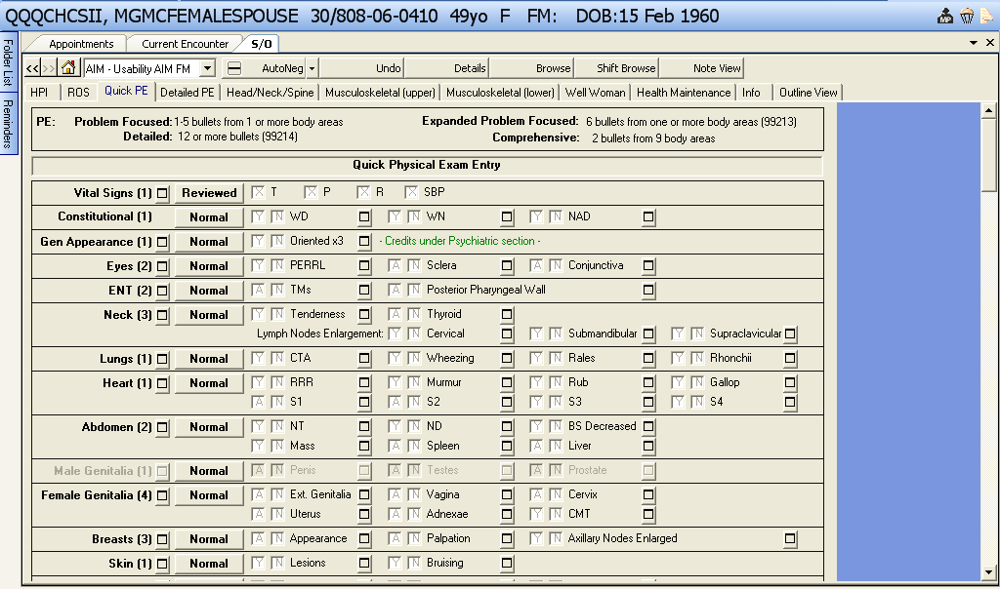 QQQCHCSII, MGMCFEMALESPOUSE 30/808-06-0410 49yo F FM: DOB:15 Feb 1960
Folder List
Reminders
Appointments Current Encounter S/O
<< >> AIM - Usability AIM FM AutoNeg Undo Details Browse Shift Browse Note View
HPI ROS Quick PE Detailed PE Head/Neck/Spine Musculoskeletal (upper) Musculoskeletal (lower) Well Woman Health Maintenance Info Outline View
PE: Problem Focused: 1-5 bullets from 1 or more body areas Expanded Problem Focused: 6 bullets from one or more body areas (99213)
Detailed: 12 or more bullets (99214) Comprehensive: 2 bullets from 9 body areas
Quick Physical Exam Entry
Vital Signs (1) Reviewed X T X P X R X SBP
Constitutional (1) Normal Y N WD Y N WN Y N NAD
Gen Appearance (1) Normal Y N Oriented x3 - Credits under Psychiatric section -
Eyes (2) Normal Y N PERRL A N Sclera A N Conjunctiva
ENT (2) Normal A N TMs A N Posterior Pharyngeal Wall
Neck (3) Normal Y N Tenderness A N Thyroid
Lymph Nodes Enlargement: Y N Cervical Y N Submandibular Y N Supraclavicular
Lungs (1) Normal Y N CTA Y N Wheezing Y N Rales Y N Rhonchii
Heart (1) Normal Y N RRR Y N Murmur Y N Rub Y N Gallop
A N S1 A N S2 Y N S3 Y N S4
Abdomen (2) Normal Y N NT Y N ND Y N BS Decreased
Y N Mass A N Spleen A N Liver
Male Genitalia (1) Normal A N Penis A N Testes A N Prostate
Female Genitalia (4) Normal A N Ext. Genitalia A N Vagina A N Cervix
A N Uterus A N Adnexae Y N CMT
Breasts (3) Normal A N Appearance A N Palpation Y N Axillary Nodes Enlarged
Skin (1) Normal Y N Lesions Y N Bruising